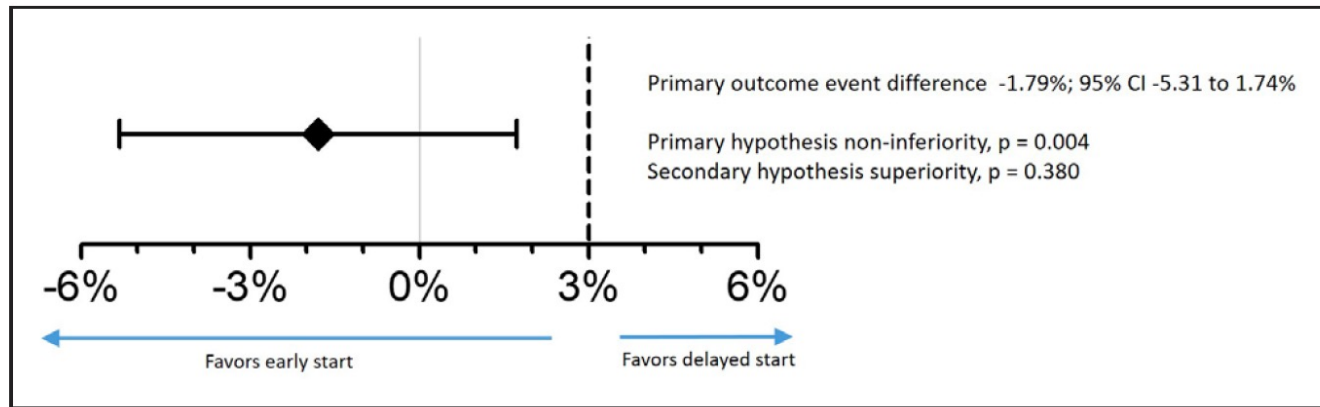 Primary outcome event difference -1.79%; 95% CI -5.31 to 1.74%
Primary hypothesis non-inferiority, p = 0.004
Secondary hypothesis superiority, p = 0.380
-6% -3% 0% 3% 6%
Favors early start Favors delayed start